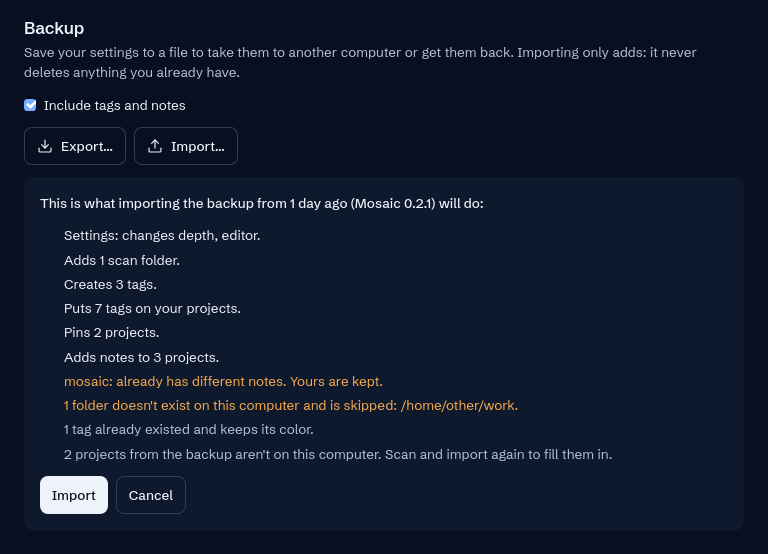 Backup
Save your settings to a file to take them to another computer or get them back. Importing only adds: it never
deletes anything you already have.
Include tags and notes
Export...
Import...
This is what importing the backup from 1 day ago (Mosaic 0.2.1) will do:
Settings: changes depth, editor.
Adds 1 scan folder.
Creates 3 tags.
Puts 7 tags on your projects.
Pins 2 projects.
Adds notes to 3 projects.
mosaic: already has different notes. Yours are kept.
1 folder doesn't exist on this computer and is skipped: /home/other/work.
1 tag already existed and keeps its color.
2 projects from the backup aren't on this computer. Scan and import again to fill them in.
Import
Cancel